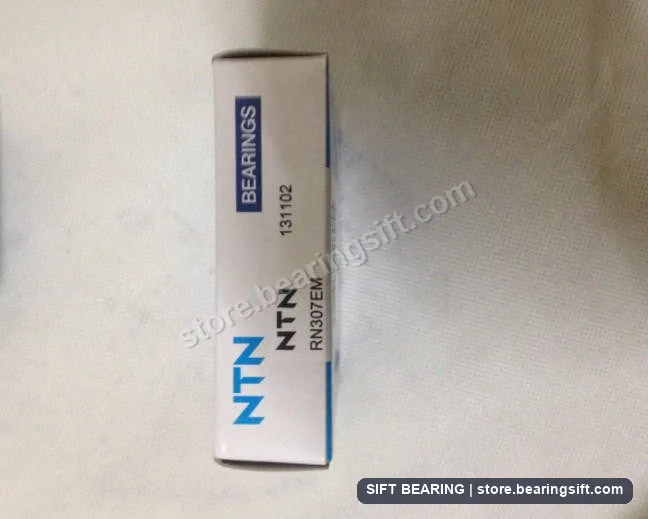 NTN
BEARINGS
NTN
131102
RN307EM
store.bearingsift.com
SIFT BEARING | store.bearingsift.com